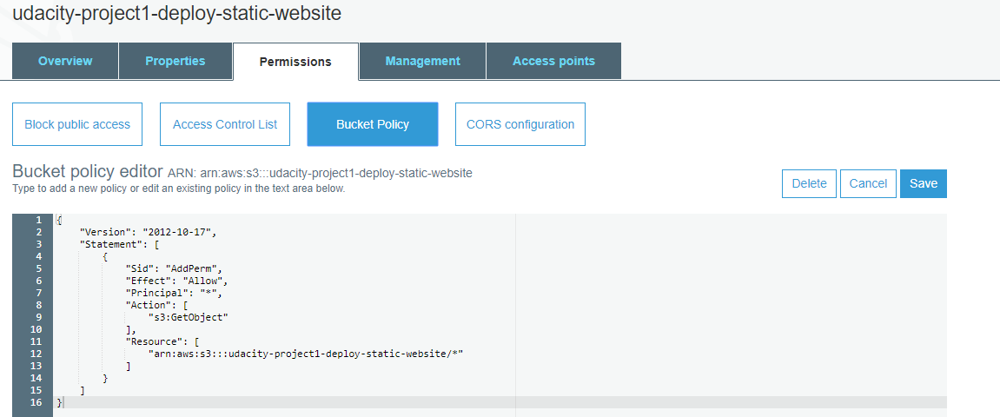 udacity-project1-deploy-static-website
Overview Properties Permissions Management Access points
Block public access Access Control List Bucket Policy CORS configuration
Bucket policy editor ARN: arn:aws:s3:::udacity-project1-deploy-static-website
Type to add a new policy or edit an existing policy in the text area below.
Delete Cancel Save
1 {
2 "Version": "2012-10-17",
3 "Statement": [
4 {
5 "Sid": "AddPerm",
6 "Effect": "Allow",
7 "Principal": "*",
8 "Action": [
9 "s3:GetObject"
10 ],
11 "Resource": [
12 "arn:aws:s3:::udacity-project1-deploy-static-website/*"
13 ]
14 }
15 ]
16 }